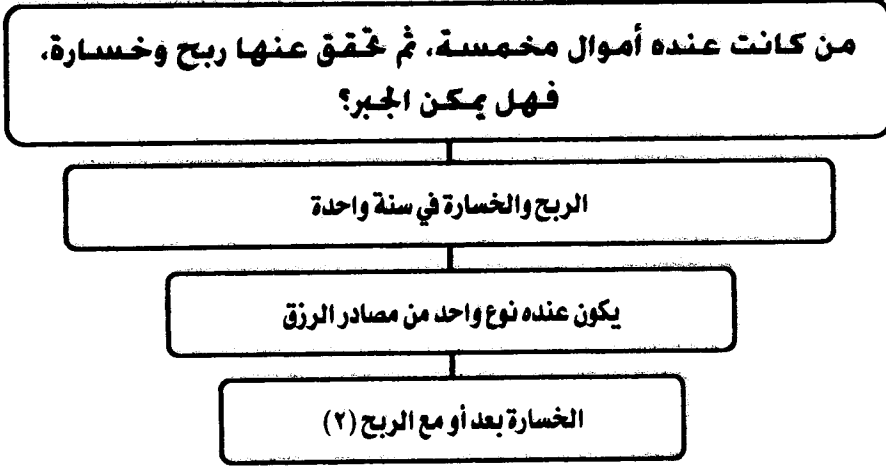 من كانت عنده أموال مخمسة، ثم تحقق عنها ربح وخسارة،
فهل يمكن الجبر؟
الربح والخسارة في سنة واحدة
يكون عنده نوع واحد من مصادر الرزق
الخسارة بعد أو مع الربح (٢)